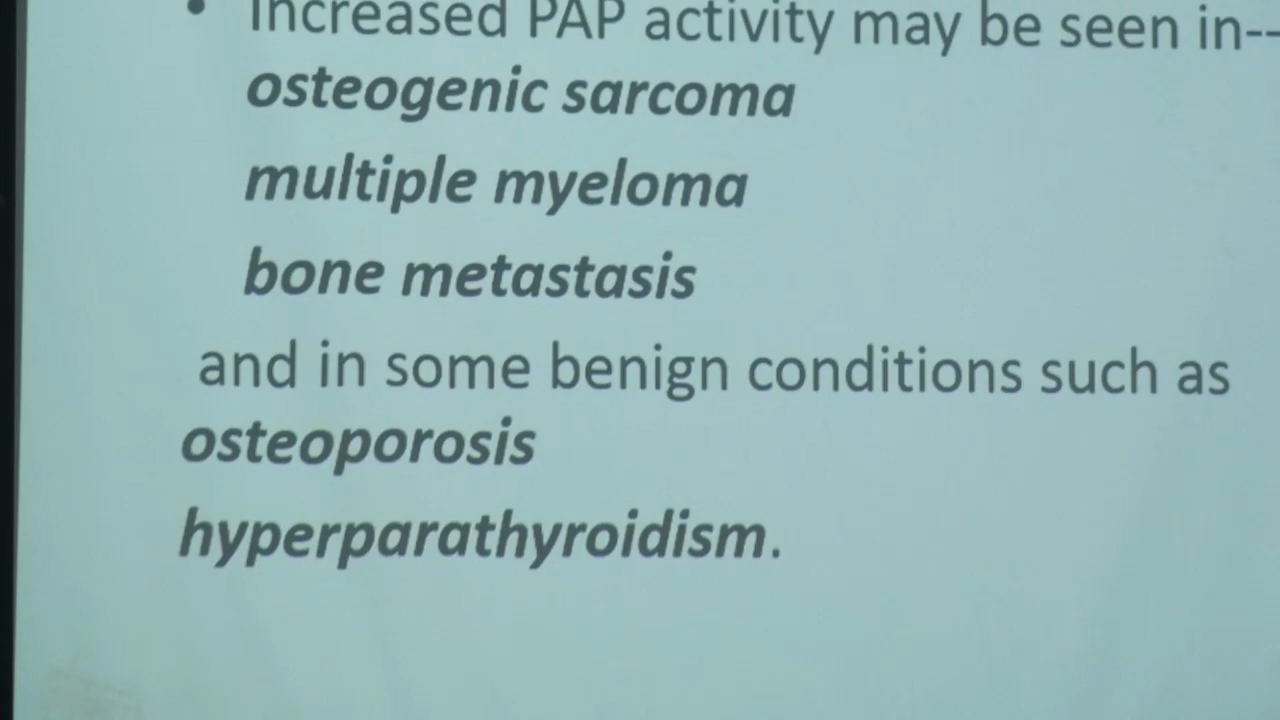 • Increased PAP activity may be seen in--
osteogenic sarcoma
multiple myeloma
bone metastasis
and in some benign conditions such as
osteoporosis
hyperparathyroidism.